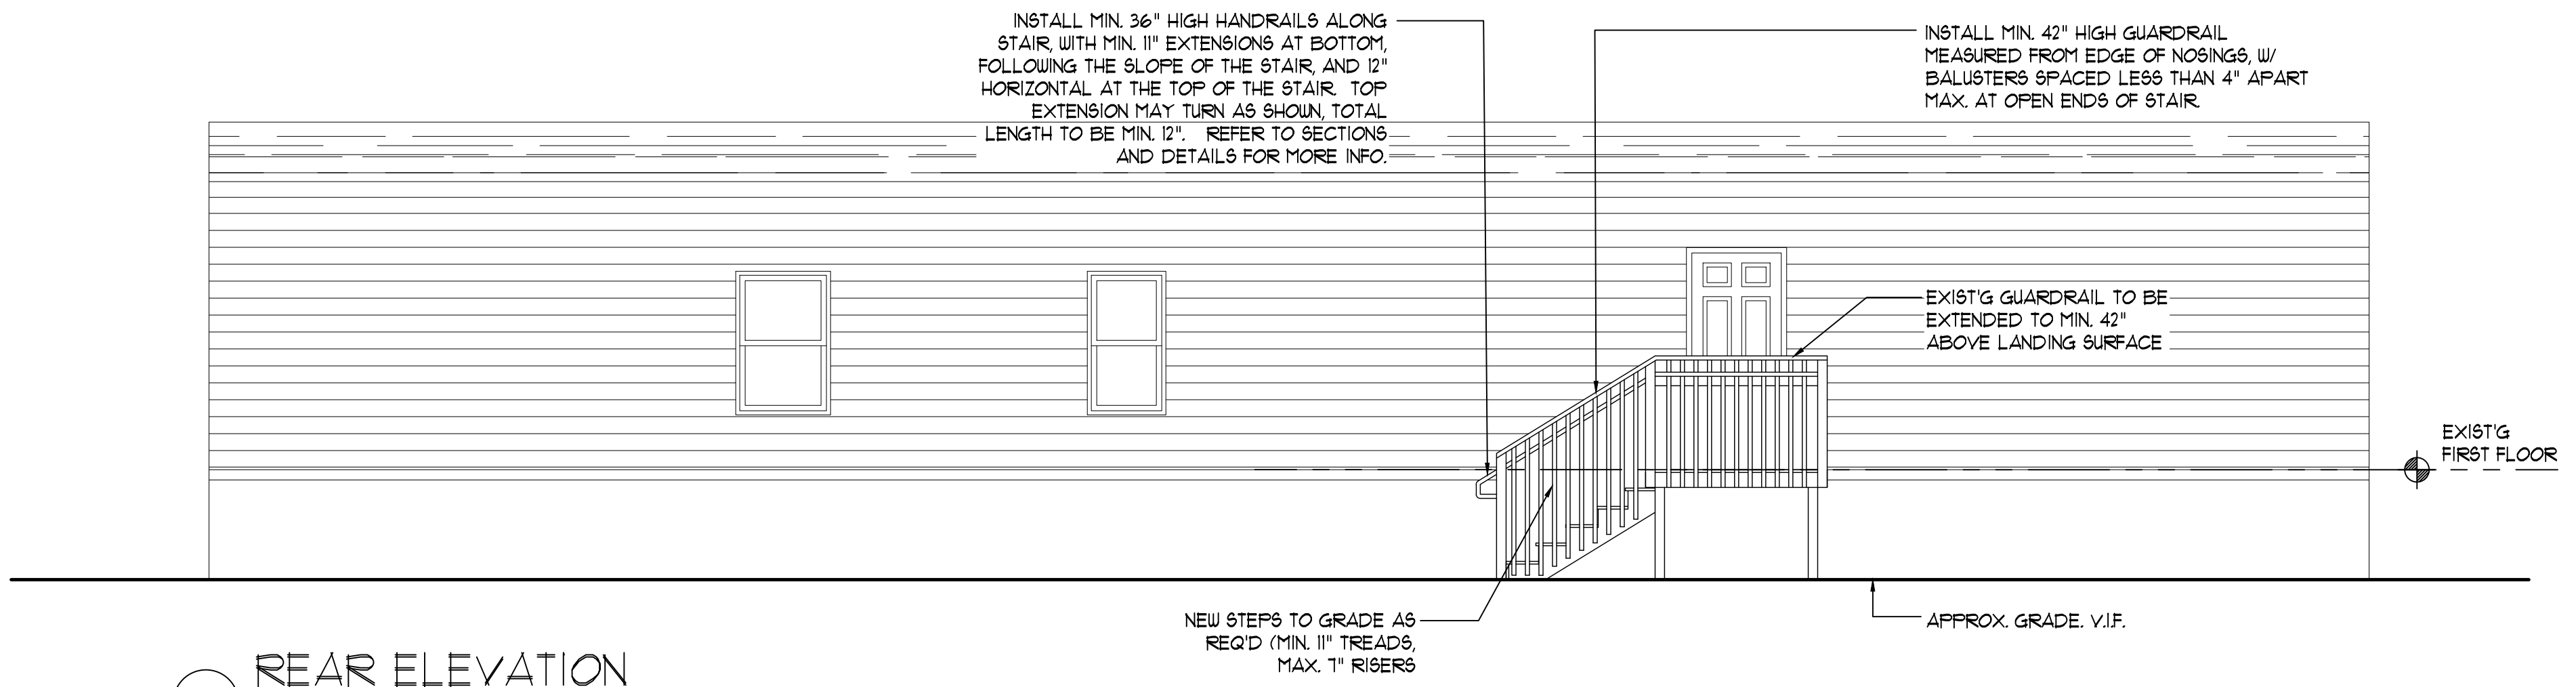 INSTALL MIN. 36" HIGH HANDRAILS ALONG
STAIR, WITH MIN. 11" EXTENSIONS AT BOTTOM,
FOLLOWING THE SLOPE OF THE STAIR, AND 12"
HORIZONTAL AT THE TOP OF THE STAIR. TOP
EXTENSION MAY TURN AS SHOWN, TOTAL
LENGTH TO BE MIN. 12". REFER TO SECTIONS
AND DETAILS FOR MORE INFO.
INSTALL MIN. 42" HIGH GUARDRAIL
MEASURED FROM EDGE OF NOSINGS, W/
BALUSTERS SPACED LESS THAN 4" APART
MAX. AT OPEN ENDS OF STAIR.
EXIST'G GUARDRAIL TO BE
EXTENDED TO MIN. 42"
ABOVE LANDING SURFACE
EXIST'G
FIRST FLOOR
NEW STEPS TO GRADE AS
REQ'D (MIN. 11" TREADS,
MAX. 7" RISERS
APPROX. GRADE. V.I.F.
REAR ELEVATION